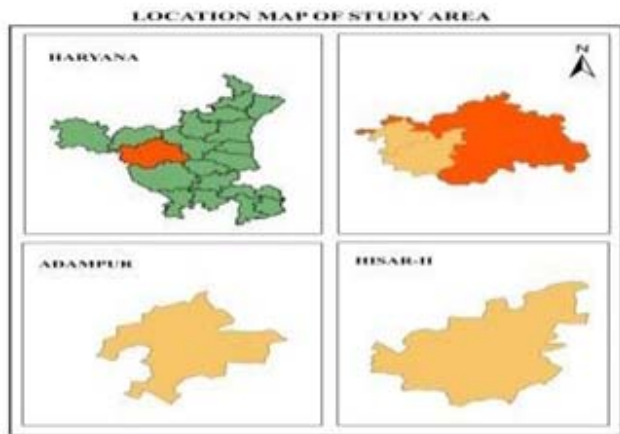 LOCATION MAP OF STUDY AREA
HARYANA
N
ADAMPUR
HISAR-II